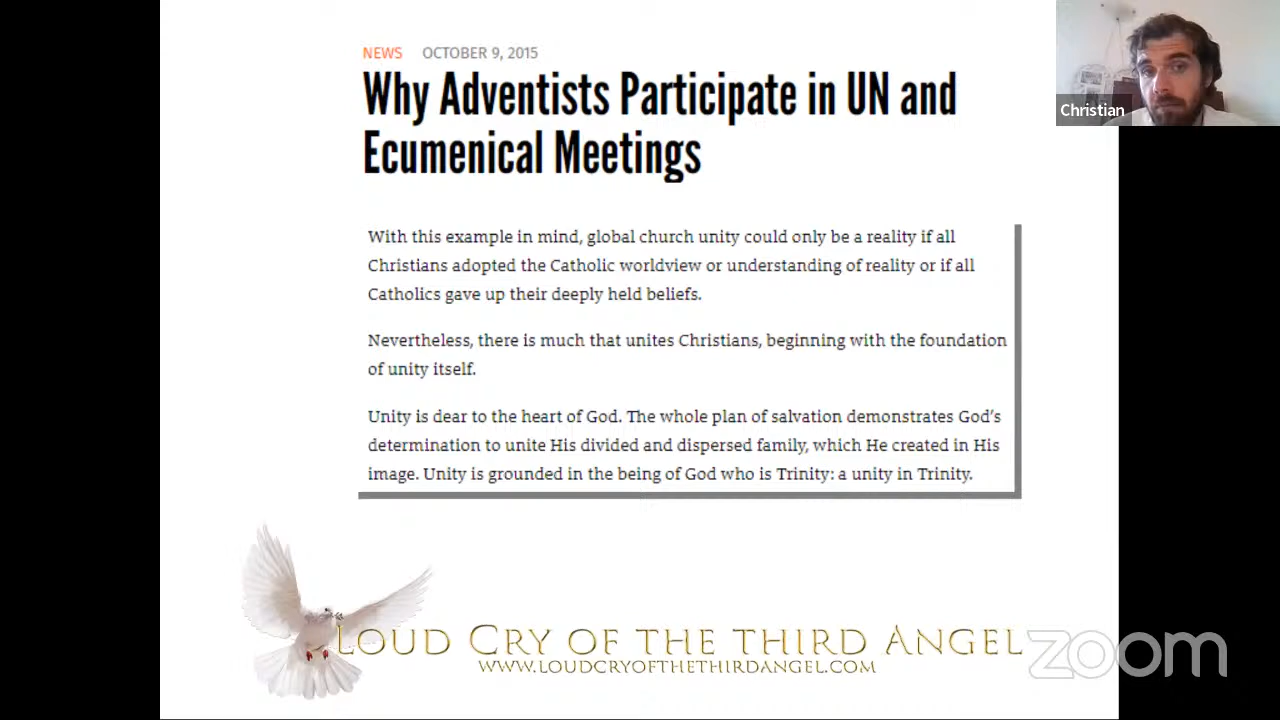 NEWS OCTOBER 9, 2015
Why Adventists Participate in UN and
Ecumenical Meetings
Christian
With this example in mind, global church unity could only be a reality if all
Christians adopted the Catholic worldview or understanding of reality or if all
Catholics gave up their deeply held beliefs.
Nevertheless, there is much that unites Christians, beginning with the foundation
of unity itself.
Unity is dear to the heart of God. The whole plan of salvation demonstrates God's
determination to unite His divided and dispersed family, which He created in His
image. Unity is grounded in the being of God who is Trinity: a unity in Trinity.
LOUD CRY OF THE THIRD ANGEL
WWW.LOUDCRYOFTHETHIRDANGEL.COM
zoom